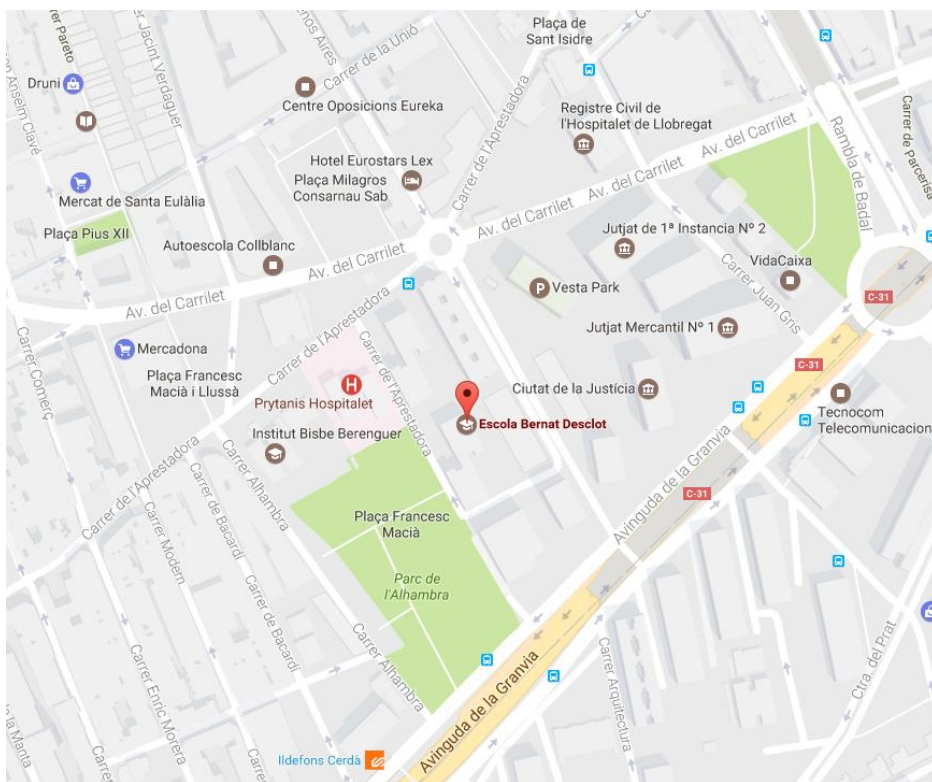 Carrer Pareto
Jacint Verdaguer
Anselm Clavé
Druni
Carrer de la Unió
Centre Oposicions Eureka
Plaça de
Sant Isidre
Carrer de l'Aprestadora
Registre Civil de
l'Hospitalet de Llobregat
Av. del Carrilet
Av. del Carrilet
Rambla de Badal
Carrer de Parcerisa
Hotel Eurostars Lex
Plaça Milagros
Consarnau Sab
Mercat de Santa Eulàlia
Plaça Pius XII
Autoescola Collblanc
Av. del Carrilet
Av. del Carrilet
Av. del Carrilet
Jutjat de 1ª Instancia Nº 2
VidaCaixa
P
Vesta Park
Carrer Juan Gris
C-31
Jutjat Mercantil Nº 1
Mercadona
Carrer Comerç
Plaça Francesc
Macià i Llussà
Carrer de l'Aprestadora
Carrer de l'Aprestadora
H
Prytanis Hospitalet
Ciutat de la Justícia
C-31
Tecnocom
Telecomunicacion
Escola Bernat Desclot
Institut Bisbe Berenguer
Carrer de l'Aprestadora
Carrer Alhambra
Avinguda de la Granvia
C-31
Plaça Francesc
Macià
Parc de
l'Alhambra
Carrer Modern
Carrer de Bacardí
Carrer de Bacardí
Carrer Alhambra
Carrer Enric Morera
la Manta
Carrer Arquitectura
Ctra. del Prat
Avinguda de la Granvia
Ildefons Cerdà